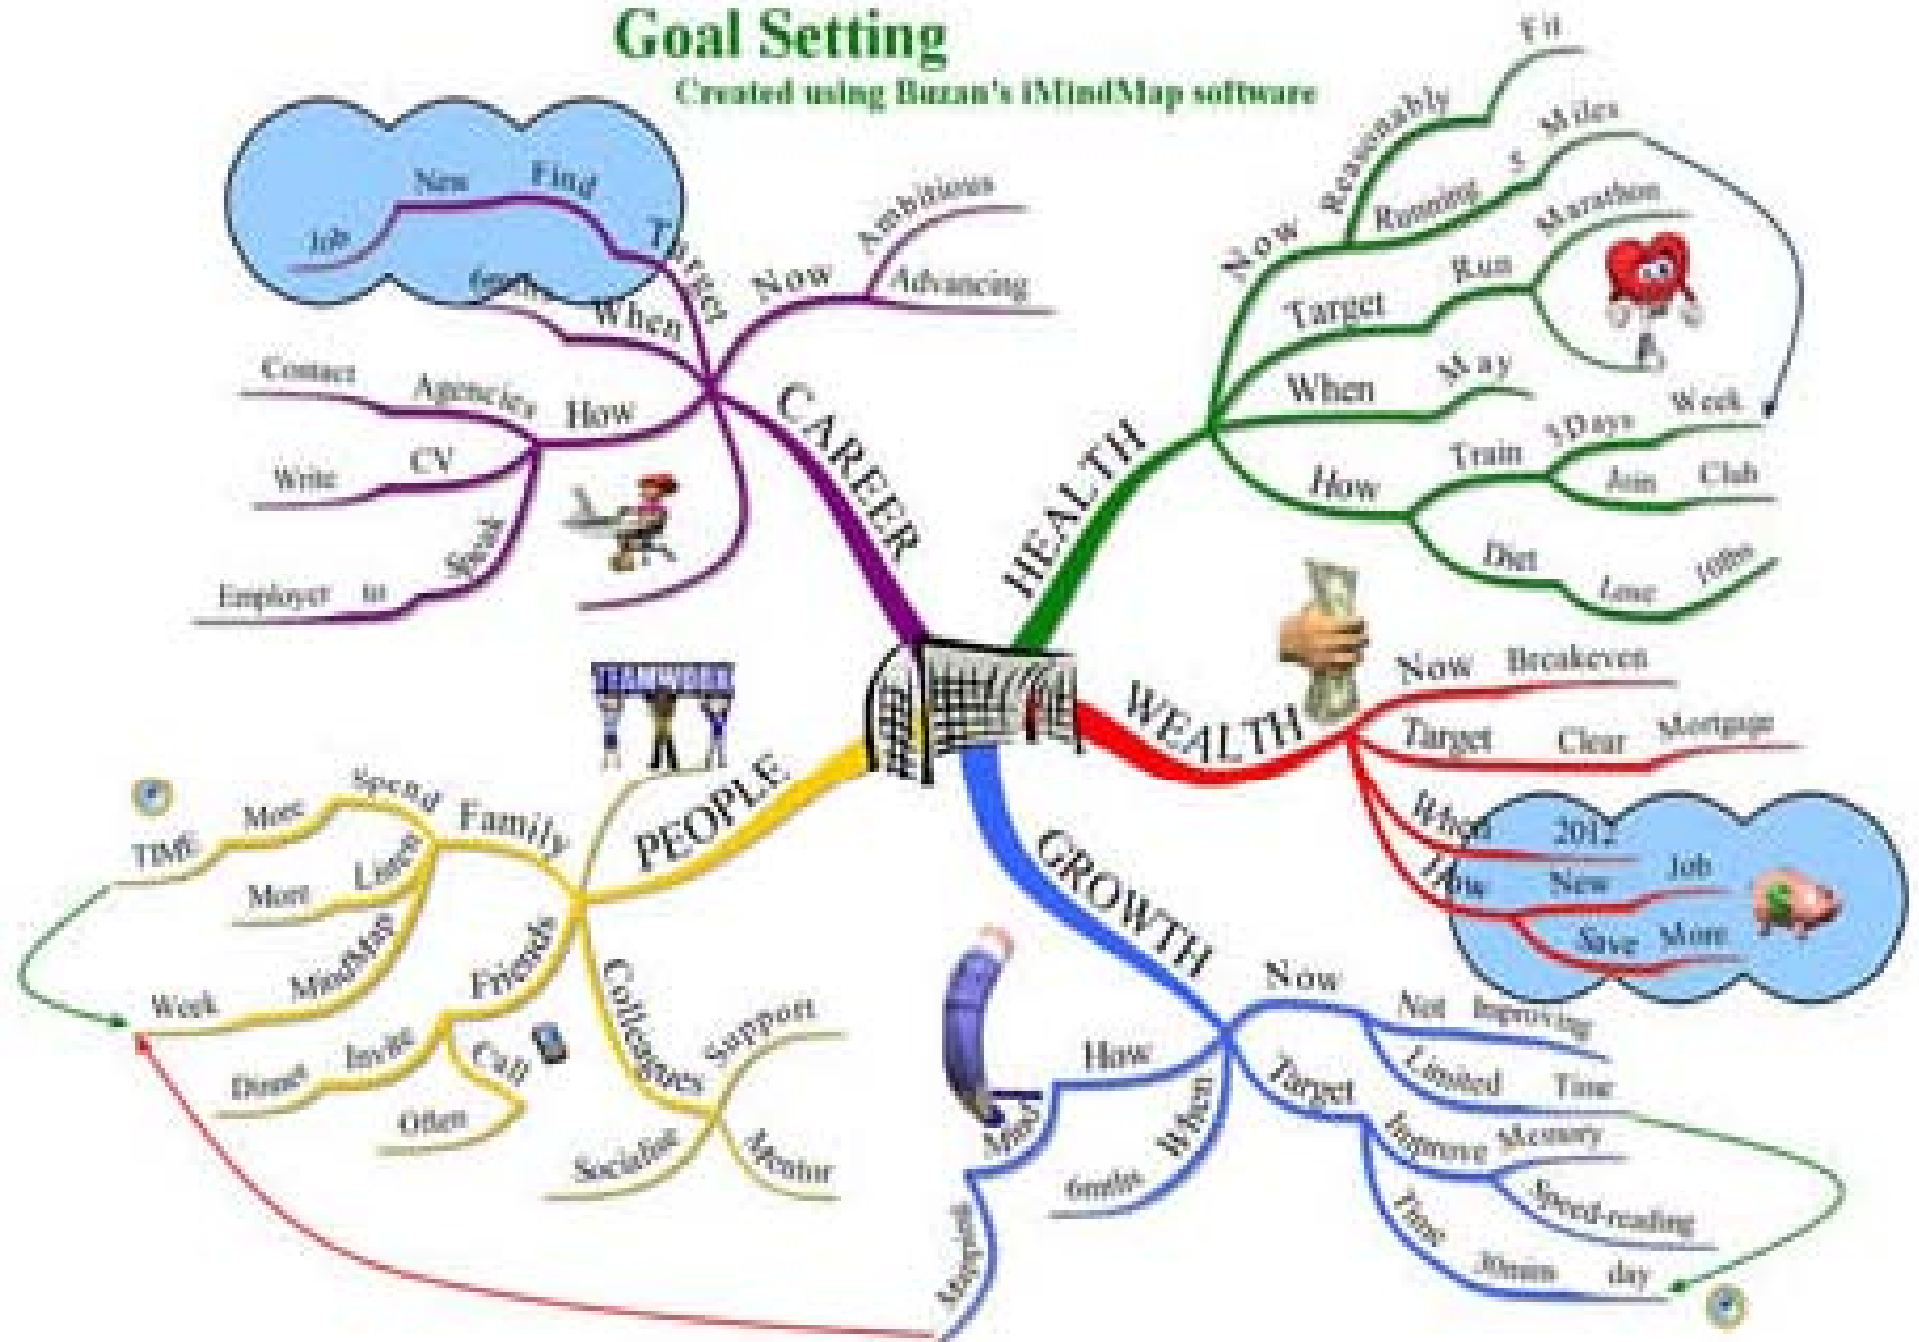 Goal Setting
Created using Buzan's iMindMap software
CAREER
Now
Ambitious
Advancing
Target
Find
New
Job
When
How
Agencies
Contact
CV
Write
Speak
to
Employer
HEALTH
Now
Reasonably
Fit
Running
5
Miles
Target
Run
Marathon
When
May
How
Train
3Days
Week
Join
Club
Diet
Lose
10lbs
WEALTH
Now
Breakeven
Target
Clear
Mortgage
When
2012
How
New
Job
Save
More
GROWTH
Now
Not
Improving
Limited
Time
Target
Improve
Memory
Speed-reading
Time
30mins
day
When
6mths
How
PEOPLE
TEAMWORK
Family
Spend
More
TIME
Listen
More
MindMap
Week
Friends
Invite
Dinner
Call
Often
Colleagues
Support
Mentor
Socialise